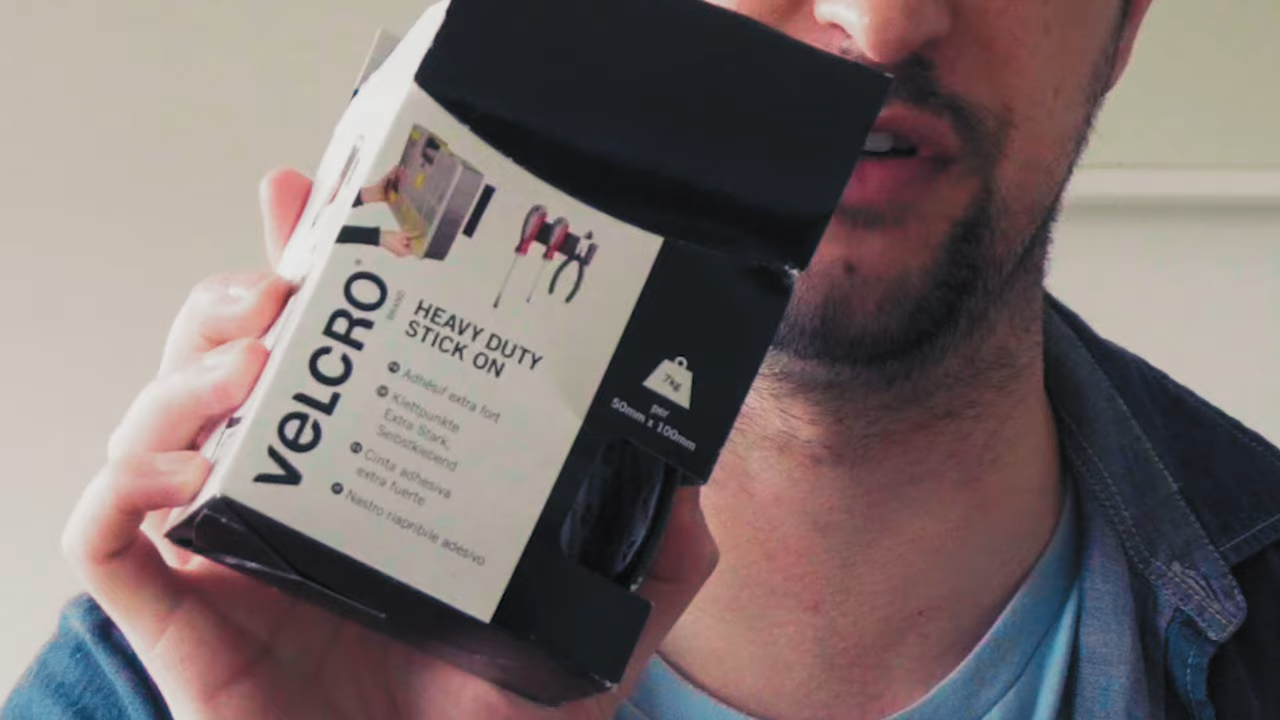 VELCRO®
BRAND
HEAVY DUTY
STICK ON
Adhésif extra fort
Klettpunkte
Extra Stark,
Selbstklebend
Cinta adhesiva
extra fuerte
Nastro riapribile adesivo
7kg
per
50mm x 100mm